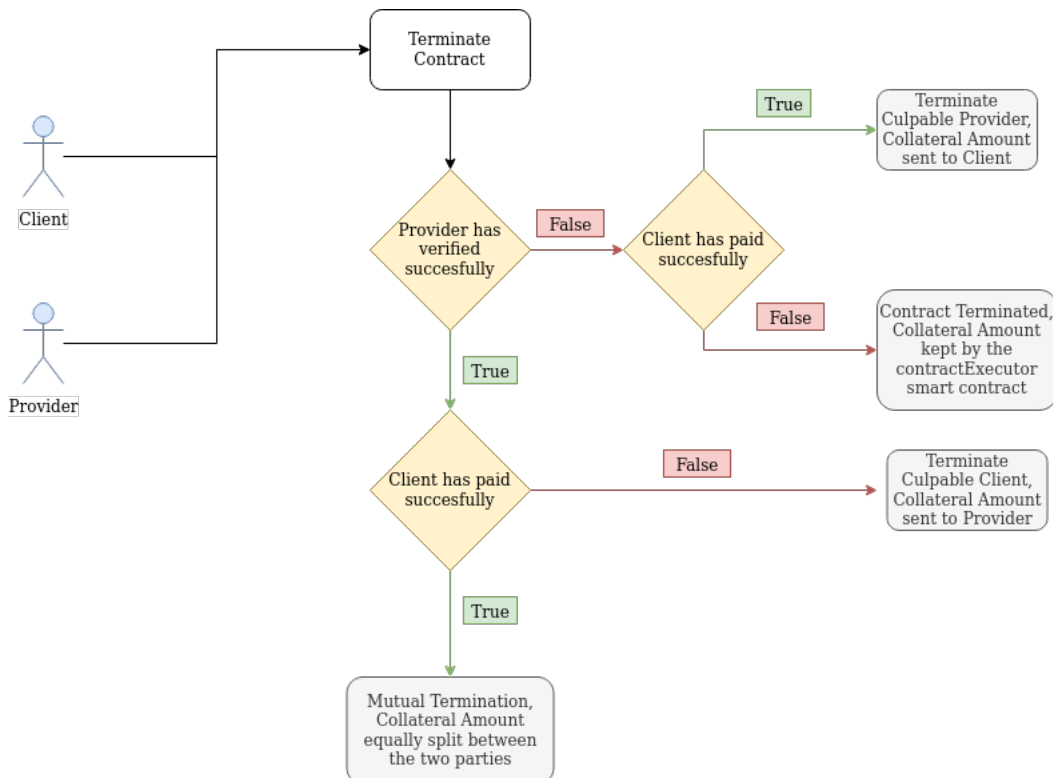 Terminate
Contract
True
Terminate
Culpable Provider,
Collateral Amount
sent to Client
Client
Provider has
verified
succesfully
False
Client has paid
succesfully
Provider
False
Contract Terminated,
Collateral Amount
kept by the
contractExecutor
smart contract
True
Client has paid
succesfully
False
Terminate
Culpable Client,
Collateral Amount
sent to Provider
True
Mutual Termination,
Collateral Amount
equally split between
the two parties